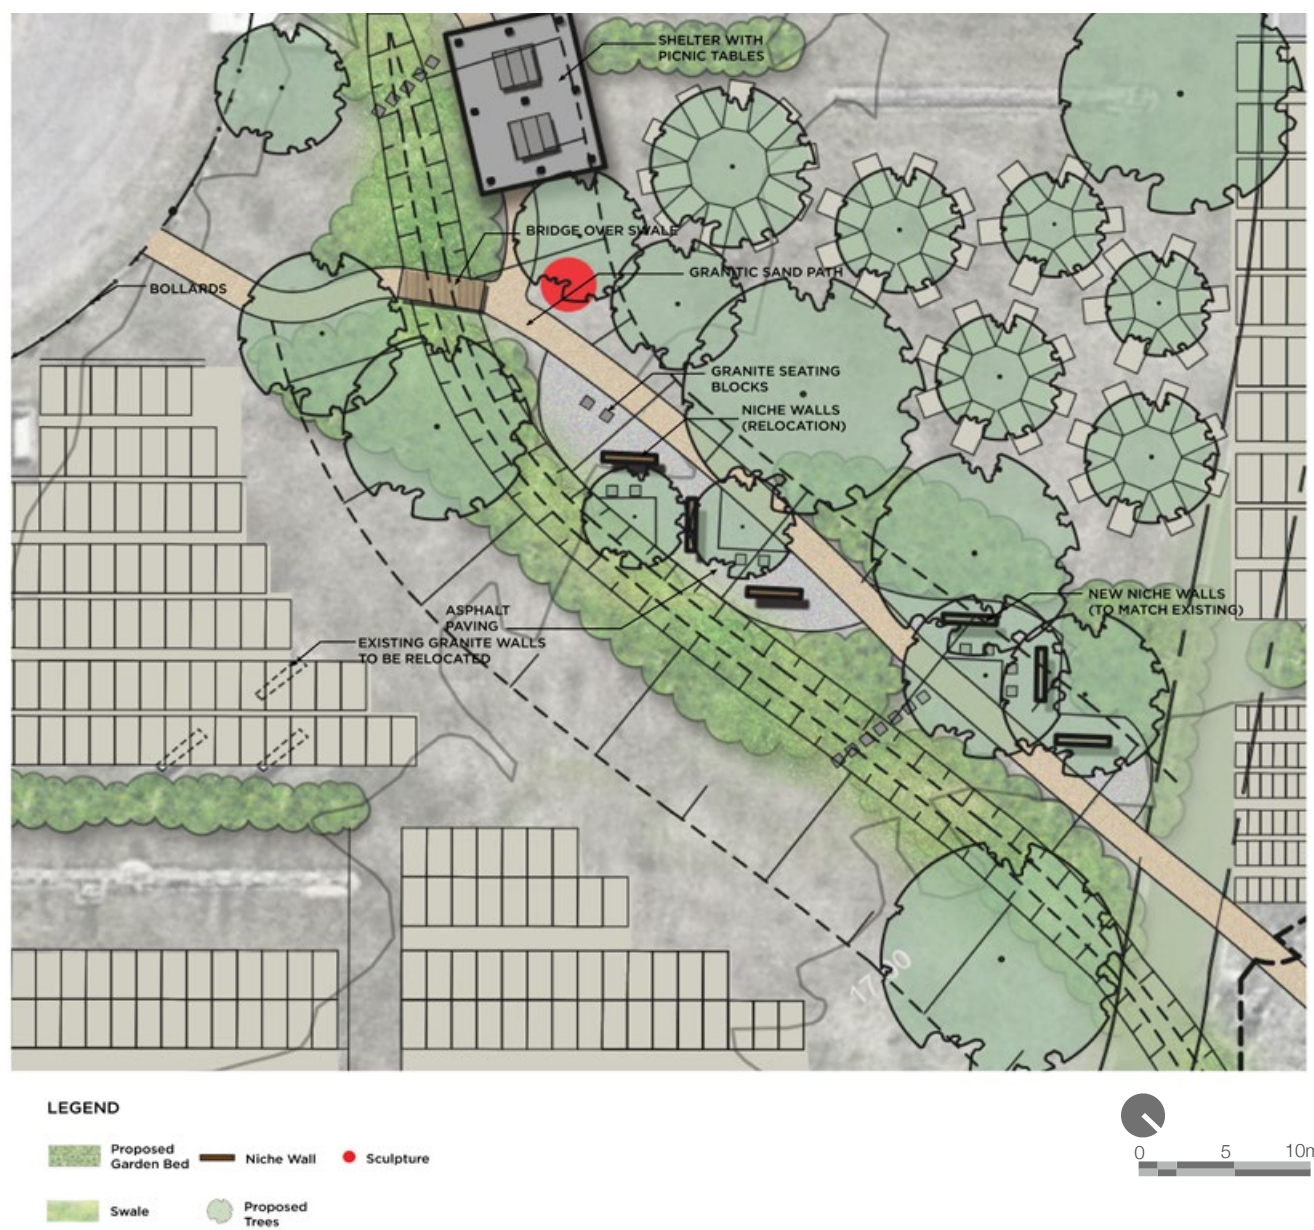 SHELTER WITH
PICNIC TABLES
BRIDGE OVER SWALE
GRANITIC SAND PATH
BOLLARDS
GRANITE SEATING
BLOCKS
NICHE WALLS
(RELOCATION)
NEW NICHE WALLS
(TO MATCH EXISTING)
ASPHALT
PAVING
EXISTING GRANITE WALLS
TO BE RELOCATED
LEGEND
Proposed
Garden Bed
Niche Wall
Sculpture
Swale
Proposed
Trees
0 5 10m